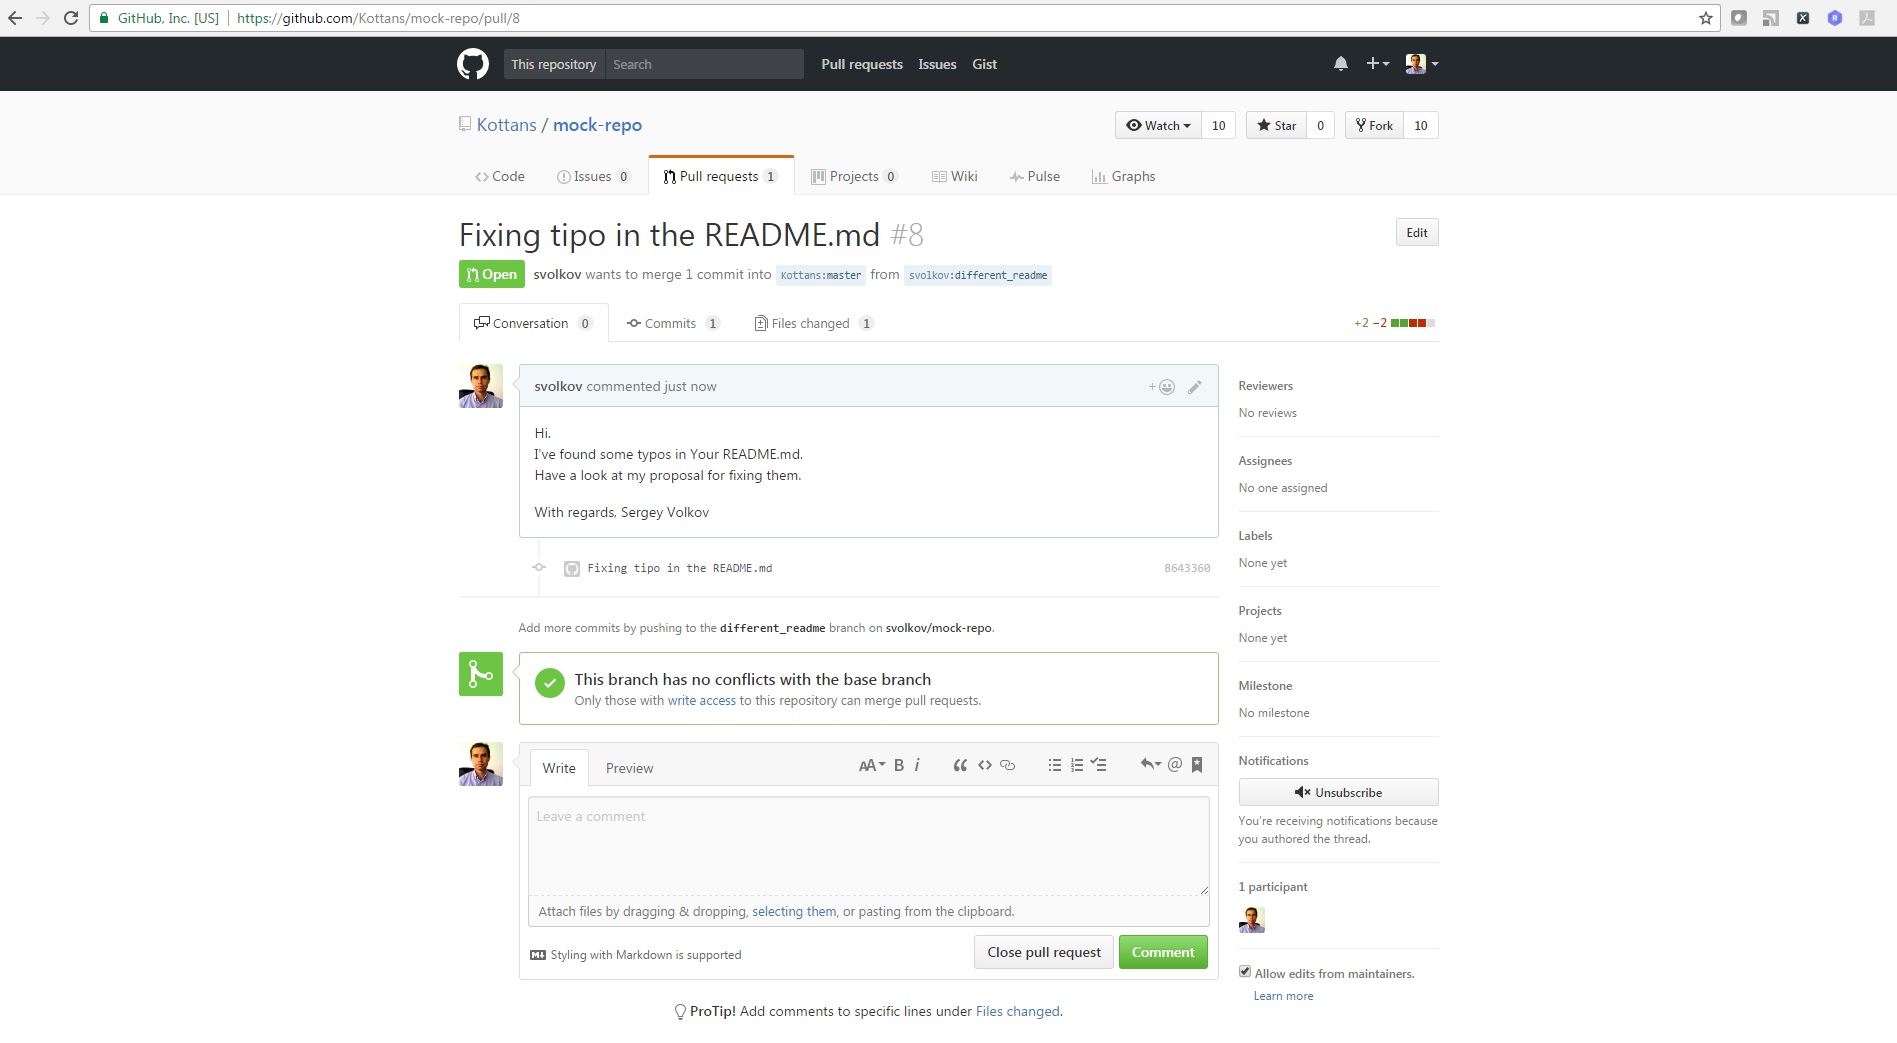 GitHub, Inc. [US] | https://github.com/Kottans/mock-repo/pull/8
This repository Search Pull requests Issues Gist
Kottans / mock-repo Watch 10 Star 0 Fork 10
Code Issues 0 Pull requests 1 Projects 0 Wiki Pulse Graphs
Fixing tipo in the README.md #8 Edit
Open svolkov wants to merge 1 commit into Kottans:master from svolkov:different_readme
Conversation 0 Commits 1 Files changed 1 +2 −2
svolkov commented just now
Hi.
I've found some typos in Your README.md.
Have a look at my proposal for fixing them.
With regards, Sergey Volkov
Fixing tipo in the README.md 8643360
Add more commits by pushing to the different_readme branch on svolkov/mock-repo.
This branch has no conflicts with the base branch
Only those with write access to this repository can merge pull requests.
Write Preview AA B i
Leave a comment
Attach files by dragging & dropping, selecting them, or pasting from the clipboard.
Styling with Markdown is supported Close pull request Comment
ProTip! Add comments to specific lines under Files changed.
Reviewers
No reviews
Assignees
No one assigned
Labels
None yet
Projects
None yet
Milestone
No milestone
Notifications
Unsubscribe
You're receiving notifications because
you authored the thread.
1 participant
Allow edits from maintainers.
Learn more